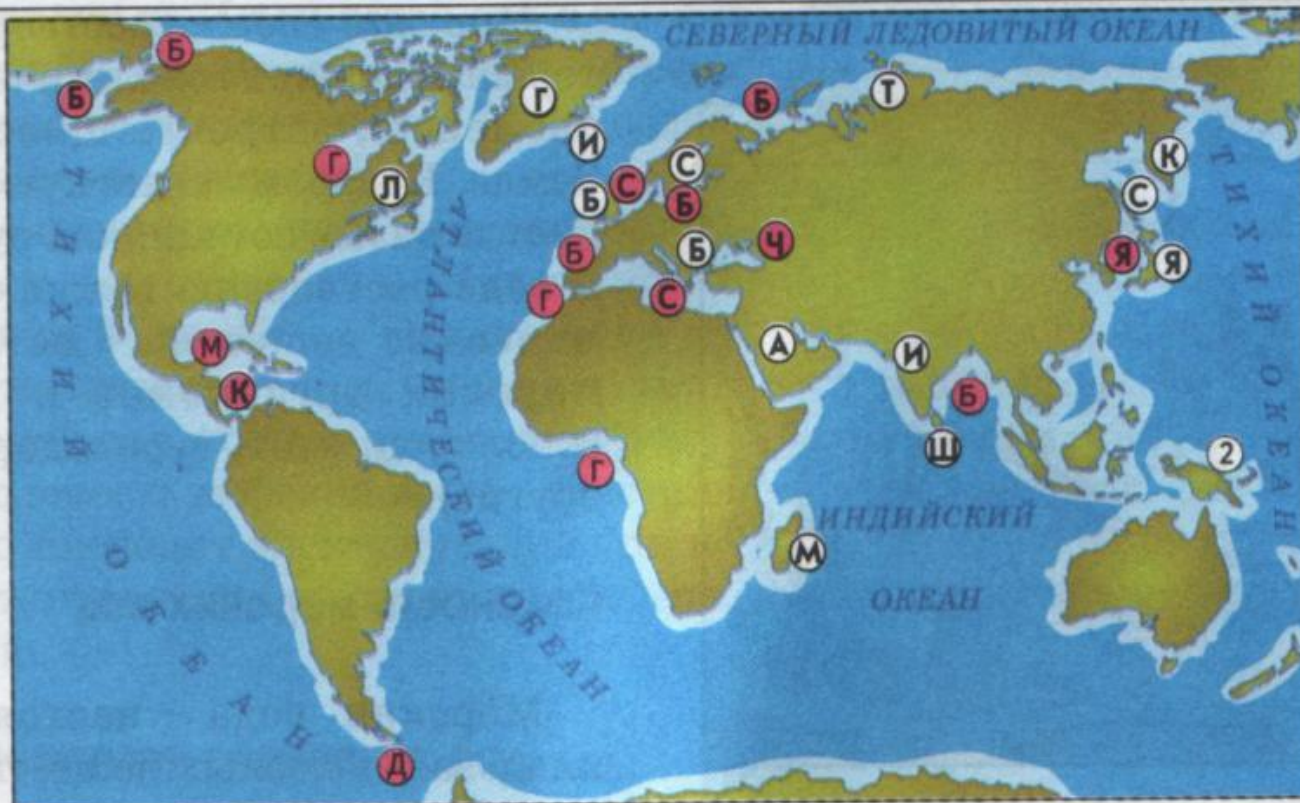 СЕВЕРНЫЙ ЛЕДОВИТЫЙ ОКЕАН
Б
Б
Г
Б
Т
И
Г
Л
С
С
К
Б
Б
С
Б
Б
Ч
Я
Я
Г
С
М
А
И
К
Б
Ш
Г
2
М
Д
ТИХИЙ
ОКЕАН
АТЛАНТИЧЕСКИЙ ОКЕАН
ИНДИЙСКИЙ
ОКЕАН
ТИХИЙ ОКЕАН